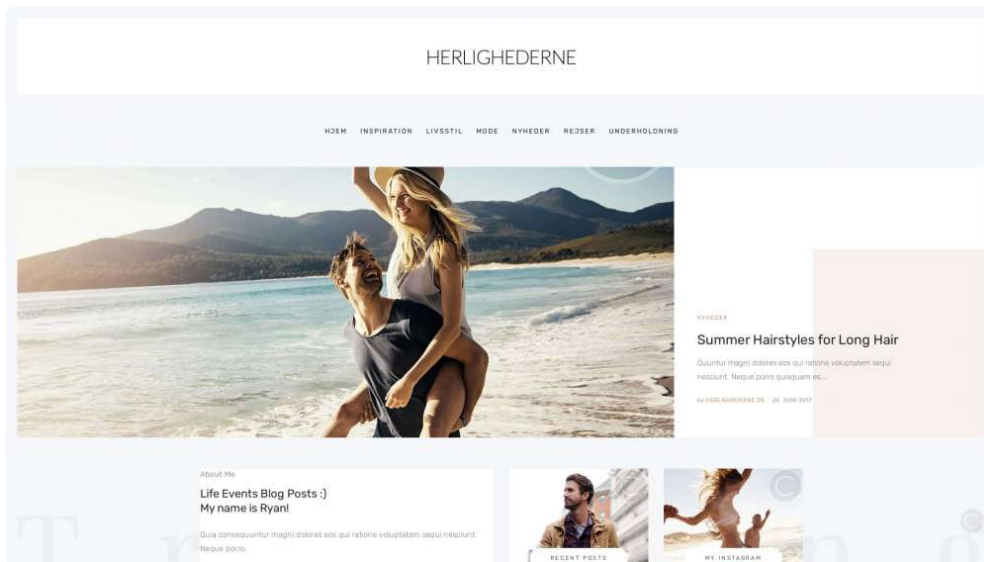 HERLIGHEDERNE
HJEM INSPIRATION LIVSSTIL MODE NYHEDER REJSER UNDERHOLDNING
NYHEDER
Summer Hairstyles for Long Hair
Quuntur magni dolores eos qui ratione voluptatem sequi
nesciunt. Neque porro quisquam es...
by HERLIGHEDERNE.DK 26. JUNI 2017
About Me
Life Events Blog Posts :)
My name is Ryan!
Quia consequuntur magni dolores eos qui ratione voluptatem sequi nesciunt.
Neque porro.
RECENT POSTS
MY INSTAGRAM